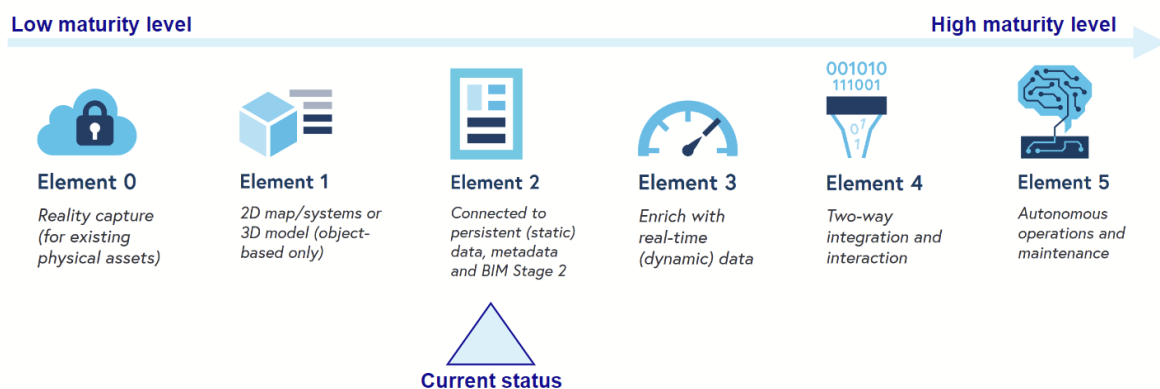 Low maturity level
High maturity level
001010
111001
01
1
Element 0
Reality capture
(for existing
physical assets)
Element 1
2D map/systems or
3D model (object-
based only)
Element 2
Connected to
persistent (static)
data, metadata
and BIM Stage 2
Element 3
Enrich with
real-time
(dynamic) data
Element 4
Two-way
integration and
interaction
Element 5
Autonomous
operations and
maintenance
Current status